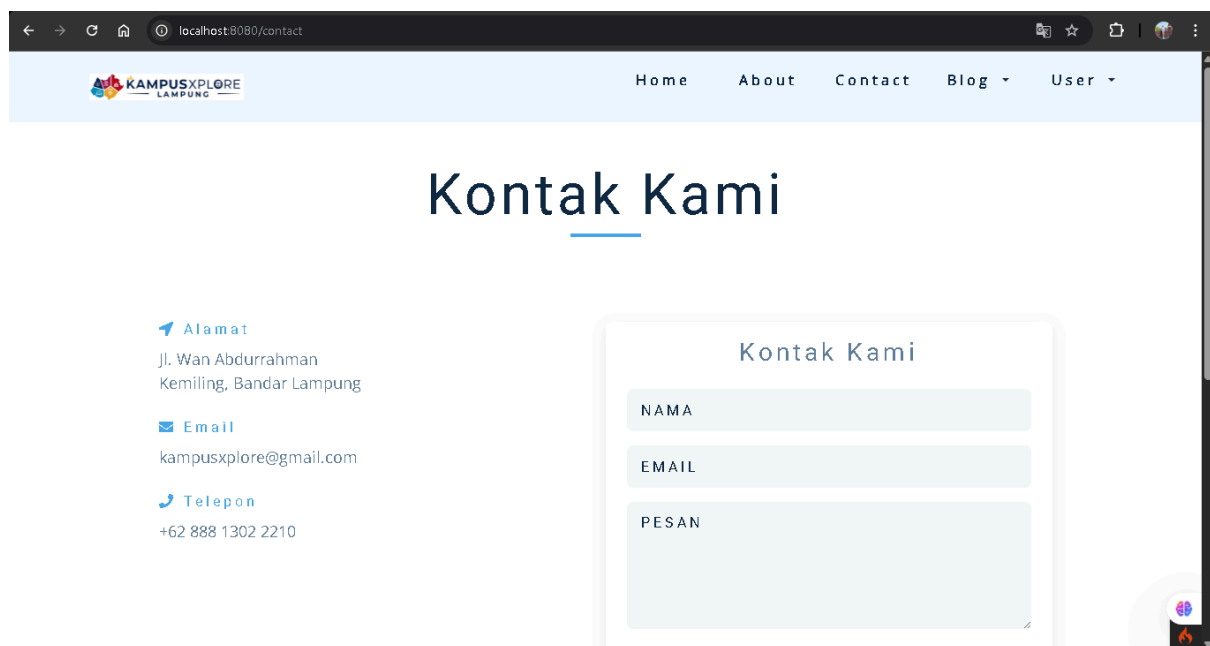 localhost:8080/contact
KAMPUSXPLORE
LAMPUNG
Home About Contact Blog User
Kontak Kami
Alamat
Jl. Wan Abdurrahman
Kemiling, Bandar Lampung
Email
kampusxplore@gmail.com
Telepon
+62 888 1302 2210
Kontak Kami
NAMA
EMAIL
PESAN